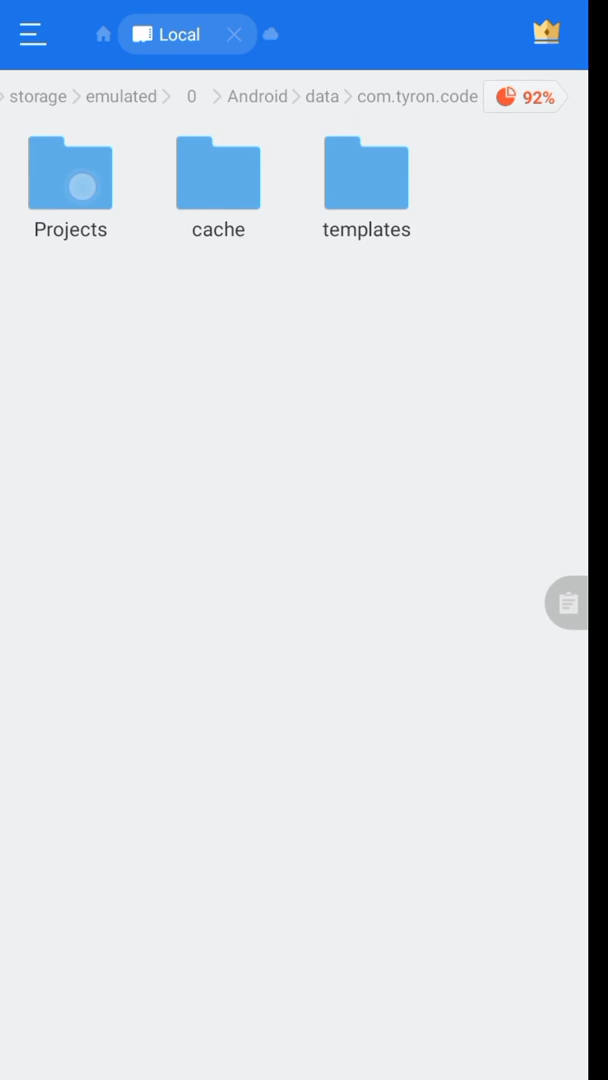 Local
storage emulated 0 Android data com.tyron.code 92%
Projects cache templates